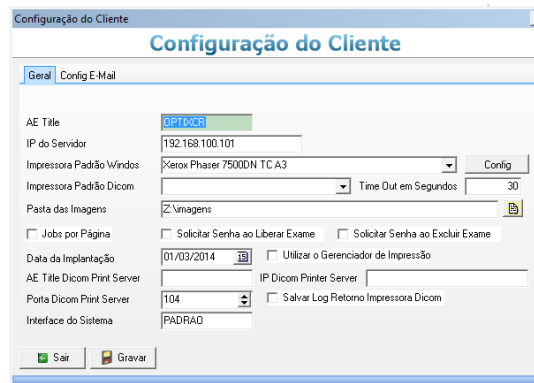 Configuração do Cliente
Configuração do Cliente
Geral Config E-Mail
AE Title OPTIXCR
IP do Servidor 192.168.100.101
Impressora Padrão Windos Xerox Phaser 7500DN TC A3 Config
Impressora Padrão Dicom Time Out em Segundos 30
Pasta das Imagens Z:\imagens
Jobs por Página Solicitar Senha ao Liberar Exame Solicitar Senha ao Excluir Exame
Data da Implantação 01/03/2014 15 Utilizar o Gerenciador de Impressão
AE Title Dicom Print Server IP Dicom Printer Server
Porta Dicom Print Server 104 Salvar Log Retorno Impressora Dicom
Interface do Sistema PADRAO
Sair Gravar